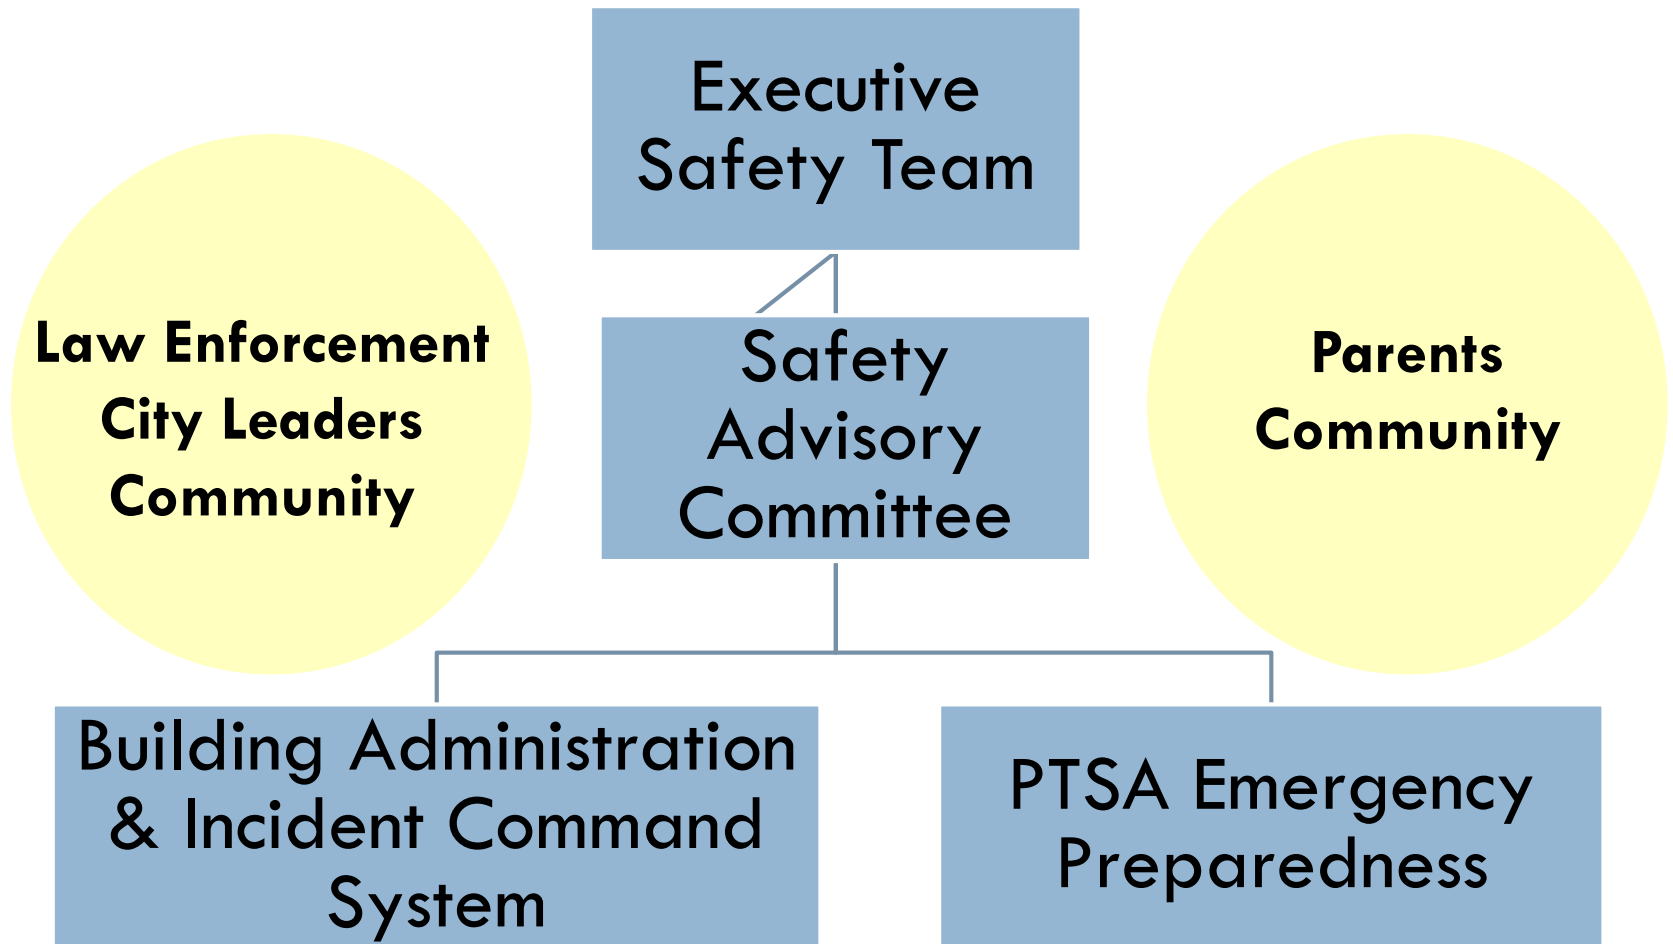 Executive
Safety Team
Law Enforcement
City Leaders
Community
Safety
Advisory
Committee
Parents
Community
Building Administration
& Incident Command
System
PTSA Emergency
Preparedness